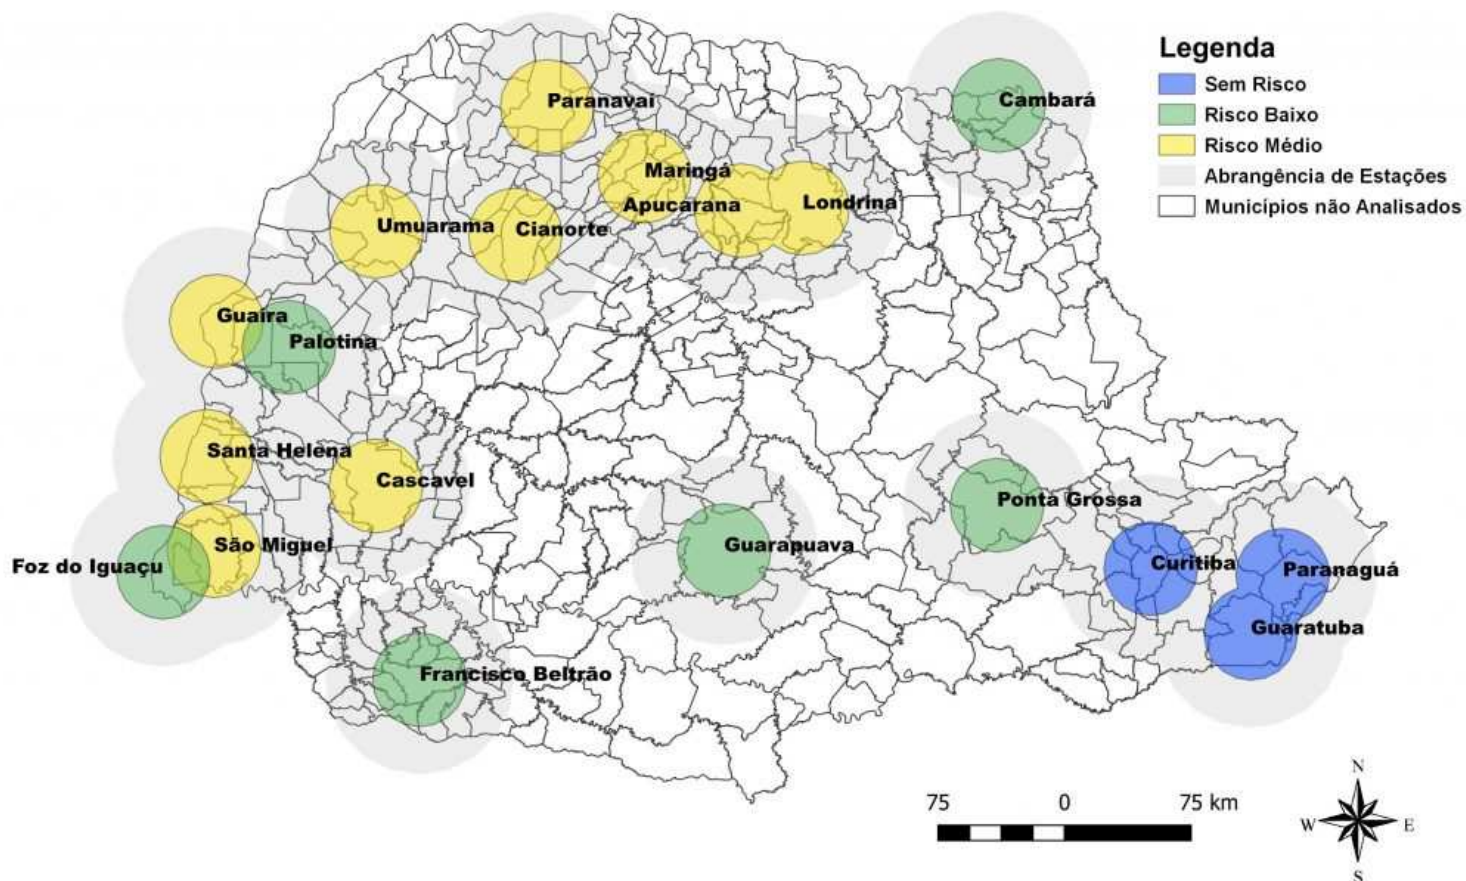 Legenda
Sem Risco
Risco Baixo
Risco Médio
Abrangência de Estações
Municípios não Analisados
Paranavaí
Cambará
Maringá
Apucarana
Londrina
Umuarama
Cianorte
Guaíra
Palotina
Santa Helena
Cascavel
Ponta Grossa
São Miguel
Foz do Iguaçu
Guarapuava
Curitiba
Paranaguá
Guaratuba
Francisco Beltrão
75 0 75 km
N
W E
S